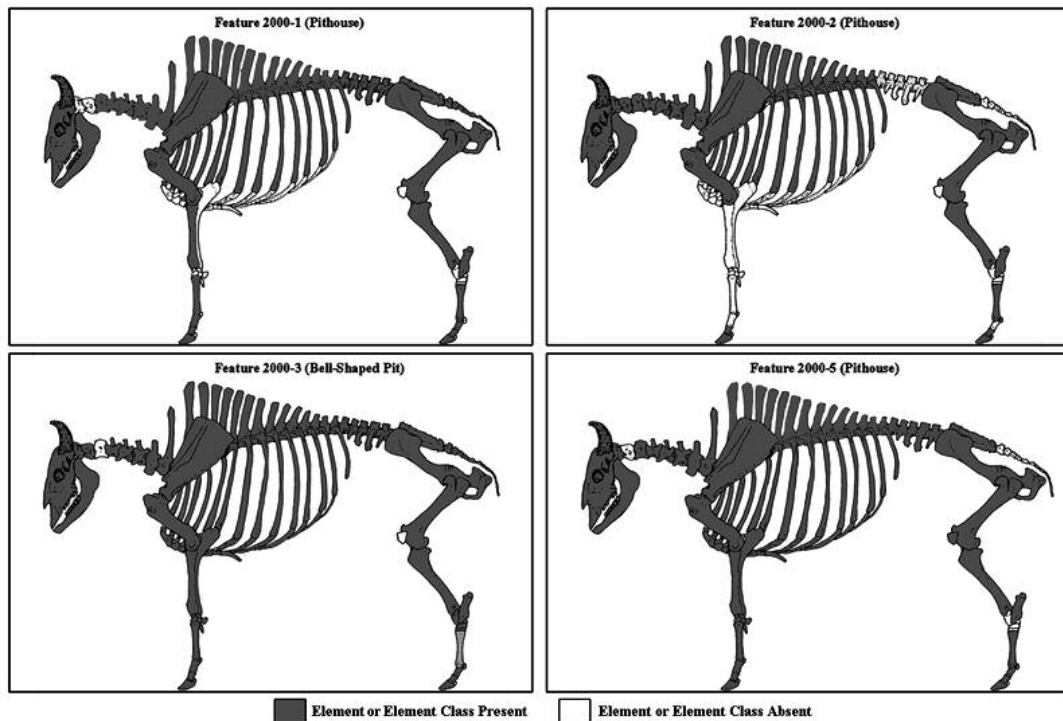 Feature 2000-1 (Pithouse)
Feature 2000-2 (Pithouse)
Feature 2000-3 (Bell-Shaped Pit)
Feature 2000-5 (Pithouse)
Element or Element Class Present
Element or Element Class Absent